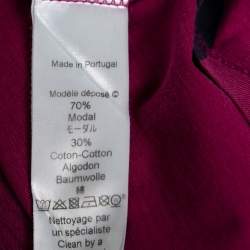 Made in Portugal
Modèle déposé ©
70%
Modal
モーダル
30%
Coton-Cotton
Algodon
Baumwolle
綿
Nettoyage par
un spécialiste
Clean by a